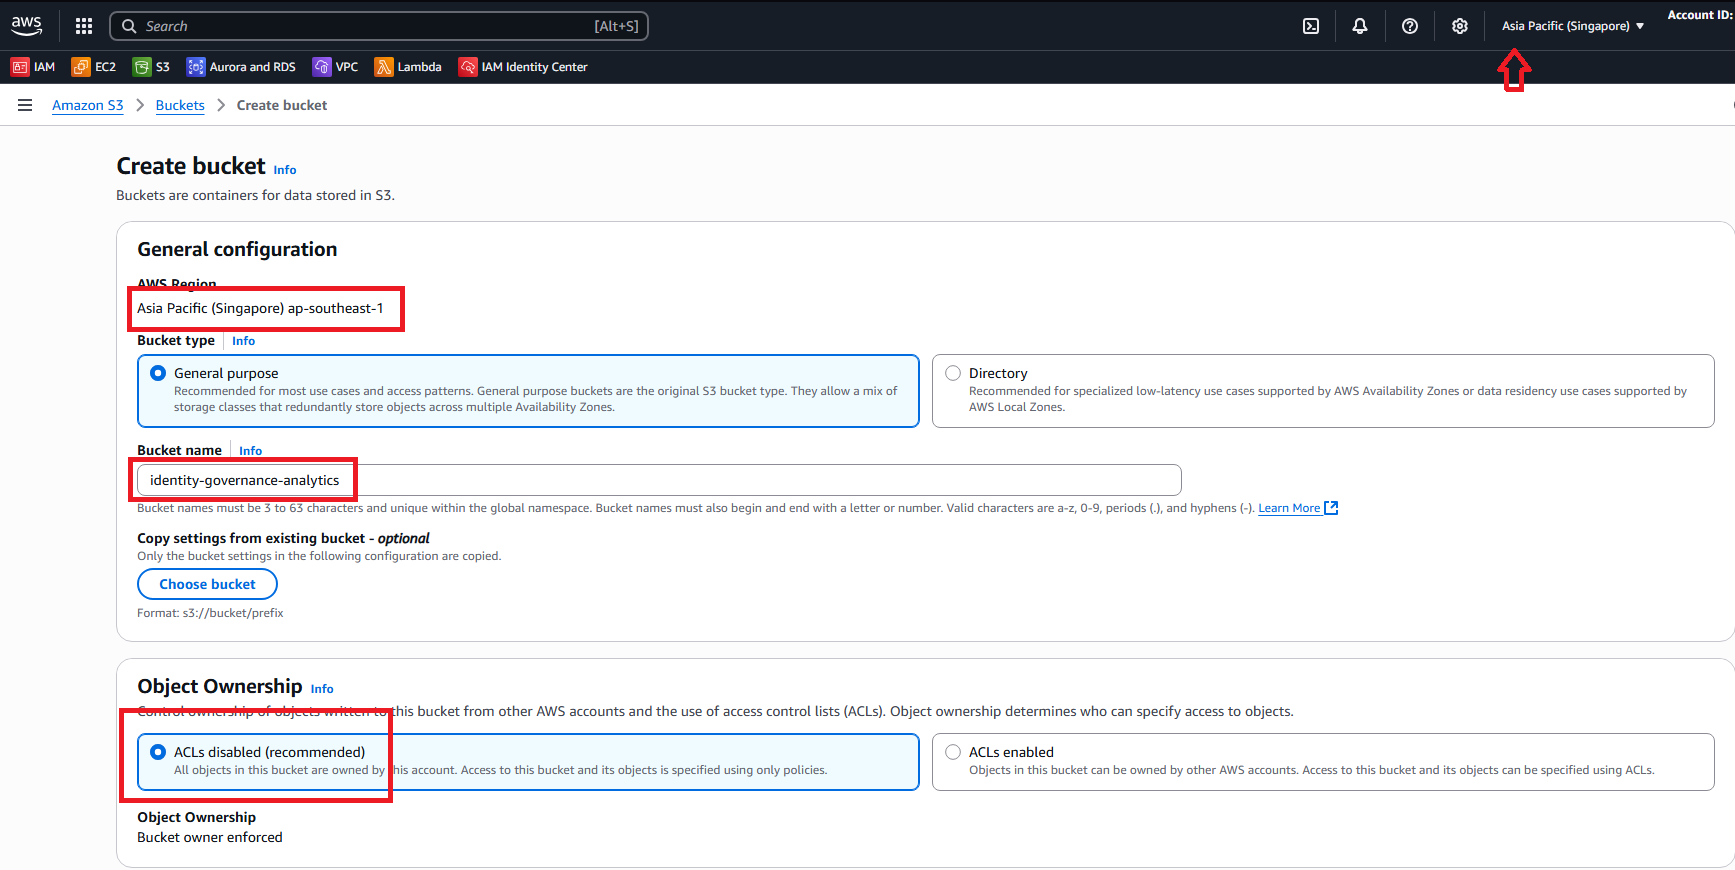 aws
Search
[Alt+S]
Asia Pacific (Singapore)
Account ID:
IAM
EC2
S3
Aurora and RDS
VPC
Lambda
IAM Identity Center
Amazon S3
Buckets
Create bucket
Create bucket Info
Buckets are containers for data stored in S3.
General configuration
AWS Region
Asia Pacific (Singapore) ap-southeast-1
Bucket type Info
General purpose
Recommended for most use cases and access patterns. General purpose buckets are the original S3 bucket type. They allow a mix of
storage classes that redundantly store objects across multiple Availability Zones.
Directory
Recommended for specialized low-latency use cases supported by AWS Availability Zones or data residency use cases supported by
AWS Local Zones.
Bucket name Info
identity-governance-analytics
Bucket names must be 3 to 63 characters and unique within the global namespace. Bucket names must also begin and end with a letter or number. Valid characters are a-z, 0-9, periods (.), and hyphens (-). Learn More
Copy settings from existing bucket - optional
Only the bucket settings in the following configuration are copied.
Choose bucket
Format: s3://bucket/prefix
Object Ownership Info
Control ownership of objects written to this bucket from other AWS accounts and the use of access control lists (ACLs). Object ownership determines who can specify access to objects.
ACLs disabled (recommended)
All objects in this bucket are owned by this account. Access to this bucket and its objects is specified using only policies.
ACLs enabled
Objects in this bucket can be owned by other AWS accounts. Access to this bucket and its objects can be specified using ACLs.
Object Ownership
Bucket owner enforced